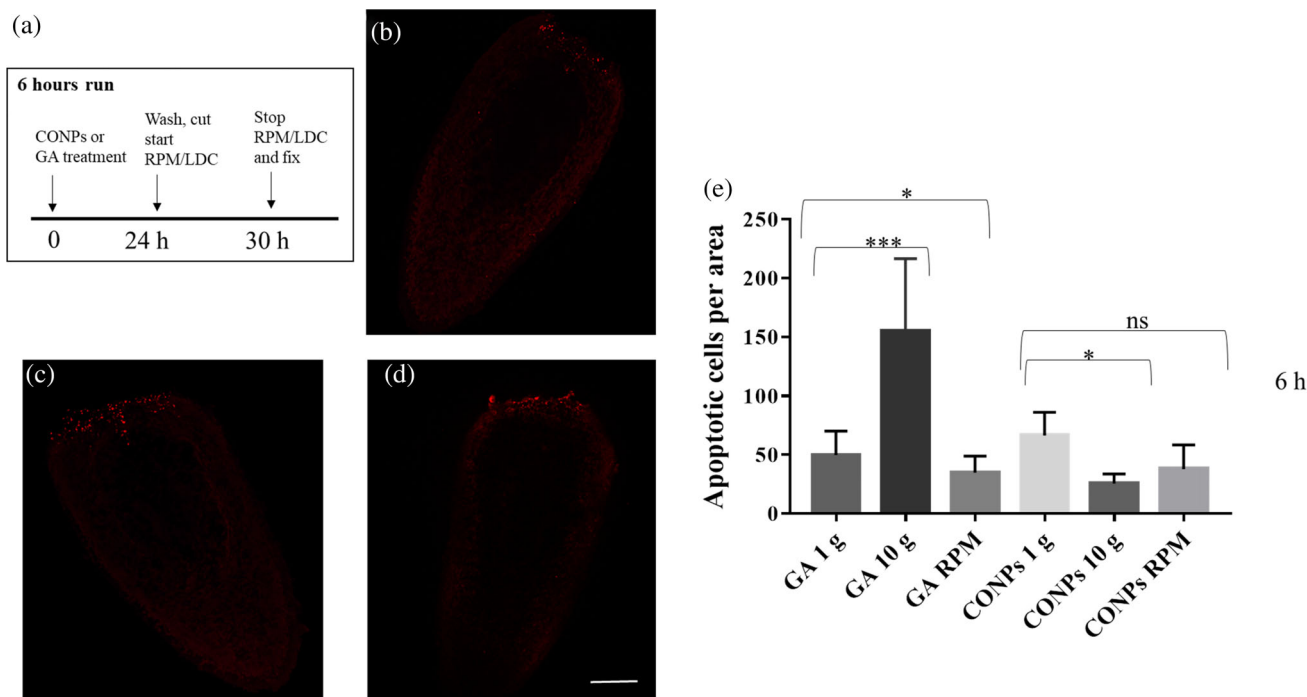 (a)
6 hours run
CONPs or
GA treatment
Wash, cut
start
RPM/LDC
Stop
RPM/LDC
and fix
0
24 h
30 h
(b)
(c)
(d)
(e)
Apoptotic cells per area
250
200
150
100
50
0
*
***
ns
*
GA 1 g
GA 10 g
GA RPM
CONPs 1 g
CONPs 10 g
CONPs RPM
6 h